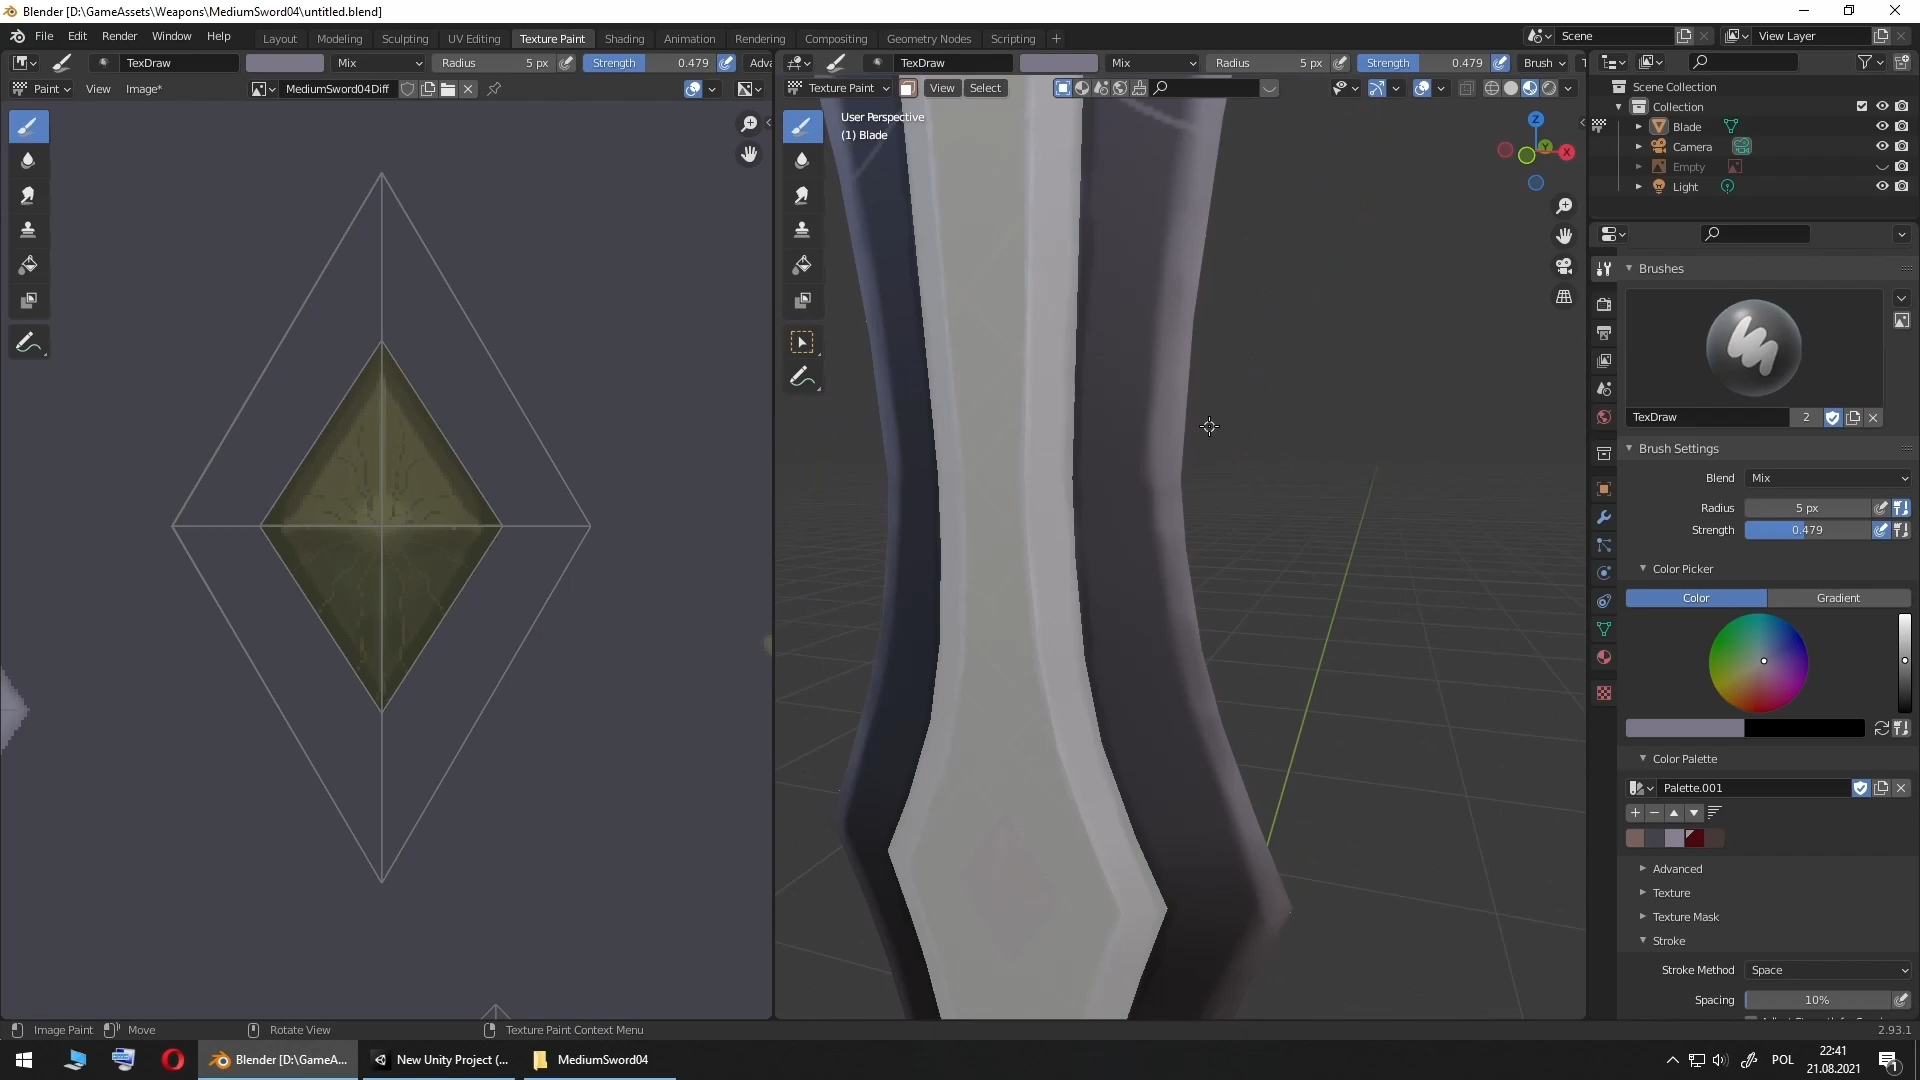 Blender [D:\GameAssets\Weapons\MediumSword04\untitled.blend]
File Edit Render Window Help
Layout Modeling Sculpting UV Editing Texture Paint Shading Animation Rendering Compositing Geometry Nodes Scripting
Scene
View Layer
TexDraw Mix Radius 5 px Strength 0.479 Adva
TexDraw Mix Radius 5 px Strength 0.479 Brush
Paint View Image* MediumSword04Diff
Texture Paint View Select
User Perspective
(1) Blade
Z
Y
X
Scene Collection
Collection
Blade
Camera
Empty
Light
Brushes
TexDraw 2
Brush Settings
Blend Mix
Radius 5 px
Strength 0.479
Color Picker
Color Gradient
Color Palette
Palette.001
Advanced
Texture
Texture Mask
Stroke
Stroke Method Space
Spacing 10%
Image Paint Move Rotate View Texture Paint Context Menu 2.93.1
Blender [D:\GameA... New Unity Project (... MediumSword04
POL
22:41
21.08.2021
1